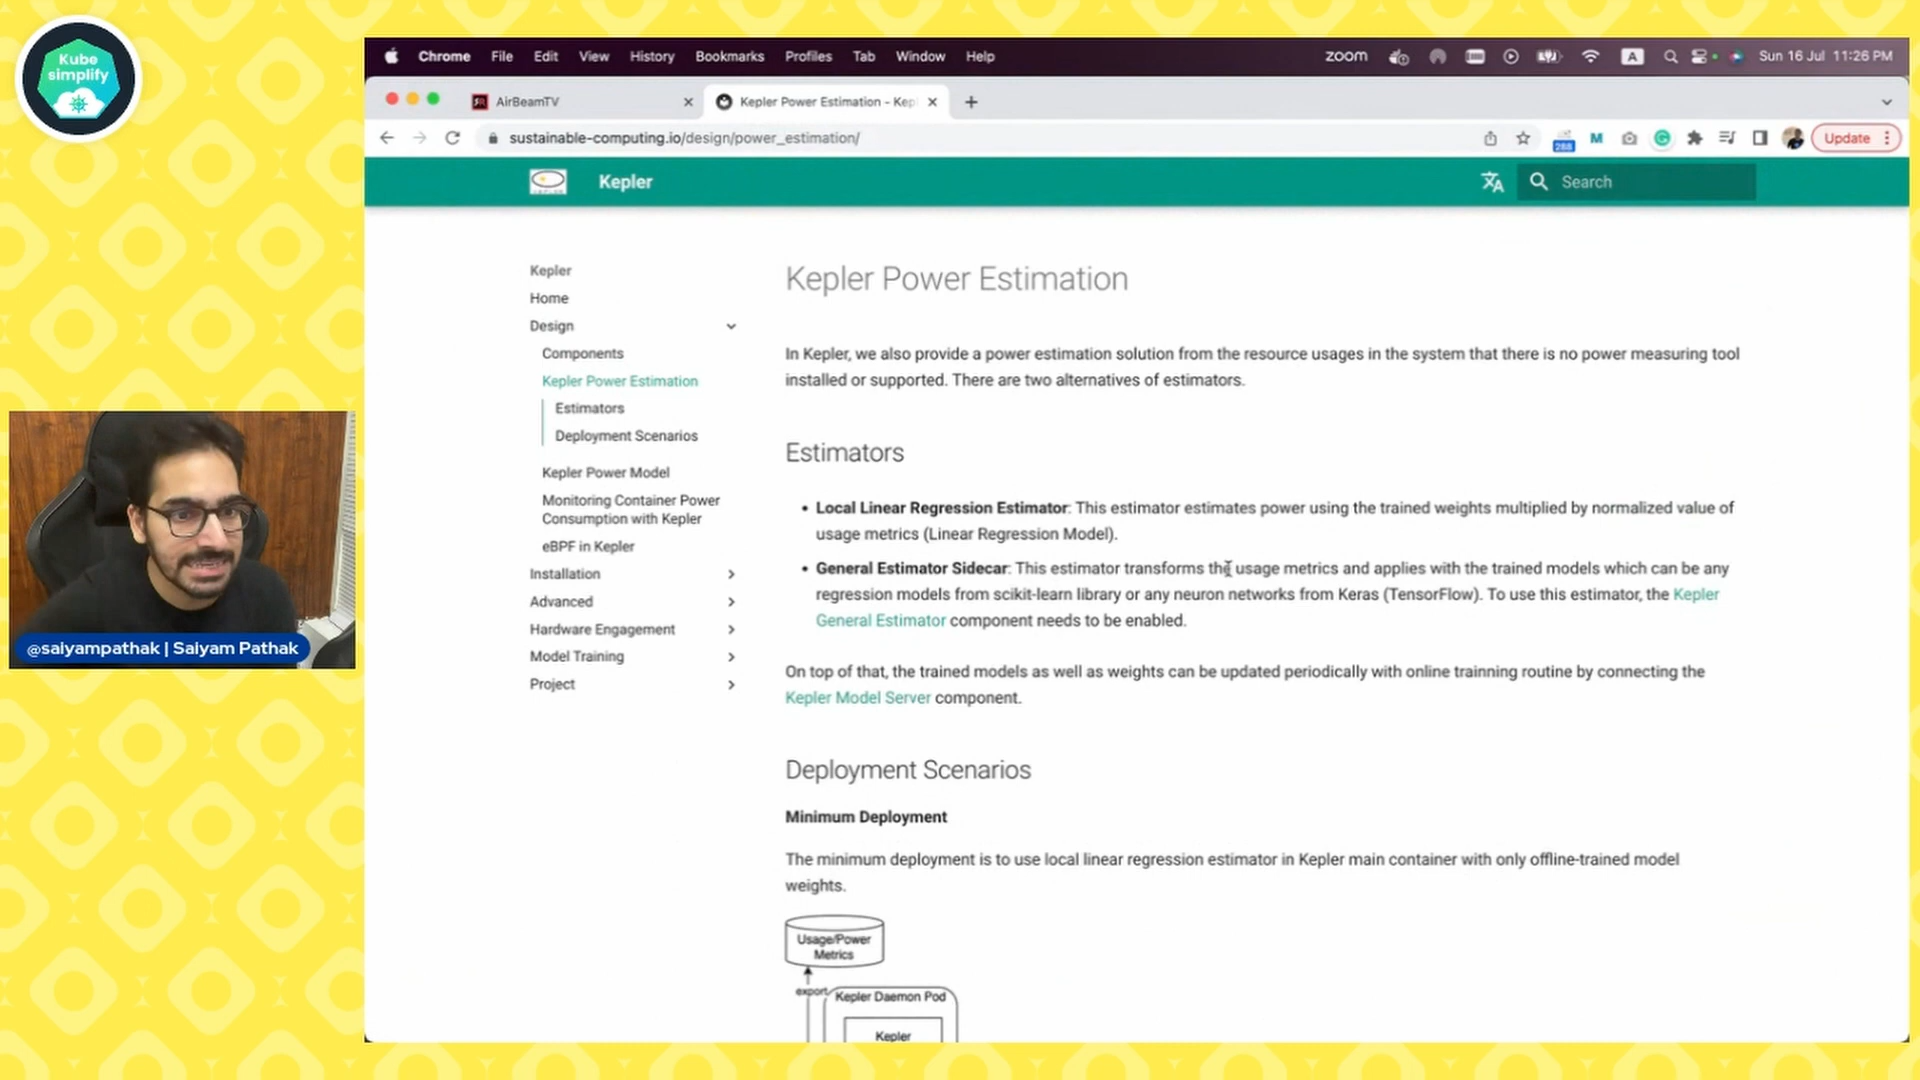 Kube
simplify
Chrome File Edit View History Bookmarks Profiles Tab Window Help
zoom A Sun 16 Jul 11:26 PM
AirBeamTV
Kepler Power Estimation - Kep
sustainable-computing.io/design/power_estimation/
288 M Update
Kepler
Search
Kepler
Home
Design
Components
Kepler Power Estimation
Estimators
Deployment Scenarios
Kepler Power Model
Monitoring Container Power
Consumption with Kepler
eBPF in Kepler
Installation
Advanced
Hardware Engagement
Model Training
Project
Kepler Power Estimation
In Kepler, we also provide a power estimation solution from the resource usages in the system that there is no power measuring tool
installed or supported. There are two alternatives of estimators.
Estimators
• Local Linear Regression Estimator: This estimator estimates power using the trained weights multiplied by normalized value of
usage metrics (Linear Regression Model).
• General Estimator Sidecar: This estimator transforms the usage metrics and applies with the trained models which can be any
regression models from scikit-learn library or any neuron networks from Keras (TensorFlow). To use this estimator, the Kepler
General Estimator component needs to be enabled.
On top of that, the trained models as well as weights can be updated periodically with online trainning routine by connecting the
Kepler Model Server component.
Deployment Scenarios
Minimum Deployment
The minimum deployment is to use local linear regression estimator in Kepler main container with only offline-trained model
weights.
Usage/Power
Metrics
export
Kepler Daemon Pod
Kepler
@saiyampathak | Saiyam Pathak